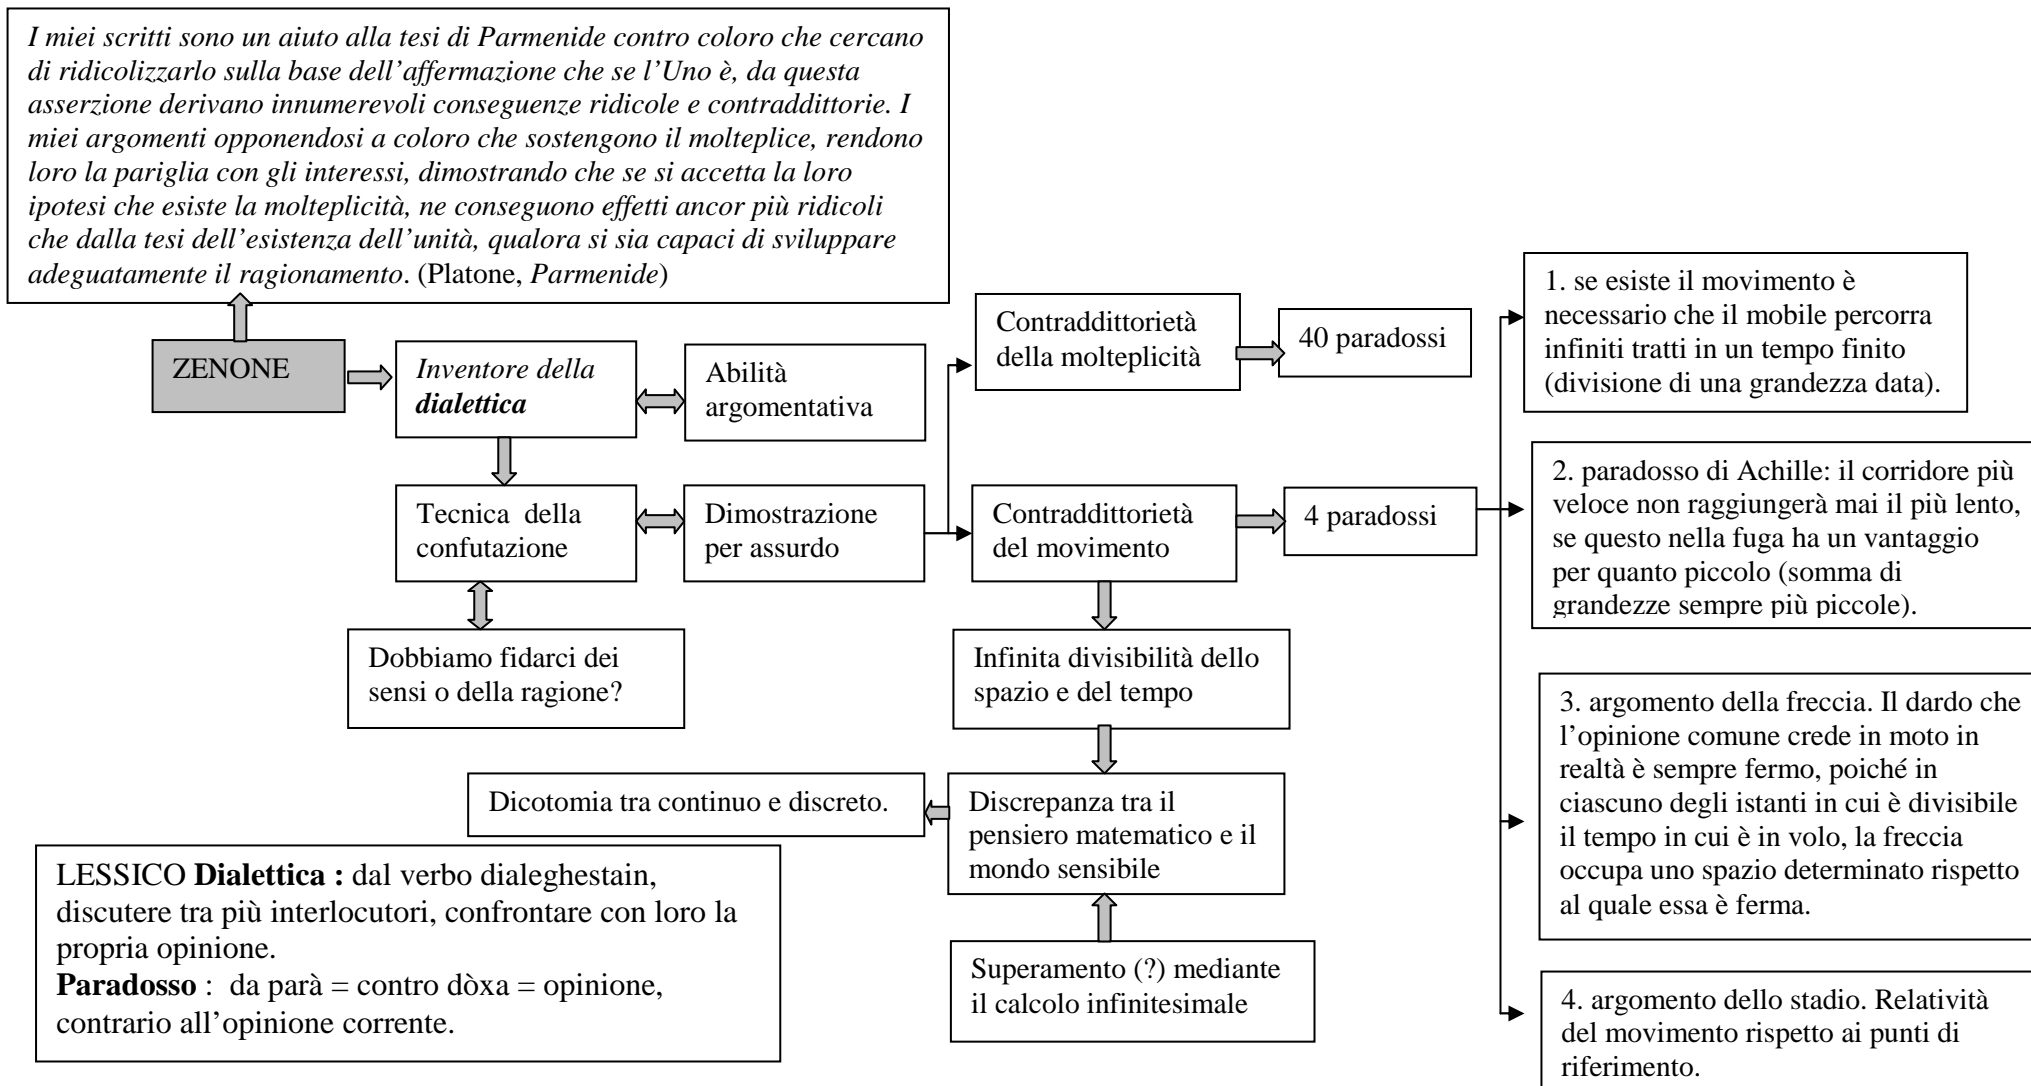 I miei scritti sono un aiuto alla tesi di Parmenide contro coloro che cercano
di ridicolizzarlo sulla base dell’affermazione che se l’Uno è, da questa
asserzione derivano innumerevoli conseguenze ridicole e contraddittorie. I
miei argomenti opponendosi a coloro che sostengono il molteplice, rendono
loro la pariglia con gli interessi, dimostrando che se si accetta la loro
ipotesi che esiste la molteplicità, ne conseguono effetti ancor più ridicoli
che dalla tesi dell’esistenza dell’unità, qualora si sia capaci di sviluppare
adeguatamente il ragionamento. (Platone, Parmenide)
ZENONE
Inventore della
dialettica
Abilità
argomentativa
Tecnica della
confutazione
Dimostrazione
per assurdo
Dobbiamo fidarci dei
sensi o della ragione?
Contraddittorietà
della molteplicità
40 paradossi
Contraddittorietà
del movimento
4 paradossi
Infinita divisibilità dello
spazio e del tempo
Discrepanza tra il
pensiero matematico e il
mondo sensibile
Dicotomia tra continuo e discreto.
Superamento (?) mediante
il calcolo infinitesimale
1. se esiste il movimento è
necessario che il mobile percorra
infiniti tratti in un tempo finito
(divisione di una grandezza data).
2. paradosso di Achille: il corridore più
veloce non raggiungerà mai il più lento,
se questo nella fuga ha un vantaggio
per quanto piccolo (somma di
grandezze sempre più piccole).
3. argomento della freccia. Il dardo che
l’opinione comune crede in moto in
realtà è sempre fermo, poiché in
ciascuno degli istanti in cui è divisibile
il tempo in cui è in volo, la freccia
occupa uno spazio determinato rispetto
al quale essa è ferma.
4. argomento dello stadio. Relatività
del movimento rispetto ai punti di
riferimento.
LESSICO Dialettica : dal verbo dialeghestain,
discutere tra più interlocutori, confrontare con loro la
propria opinione.
Paradosso : da parà = contro dòxa = opinione,
contrario all’opinione corrente.